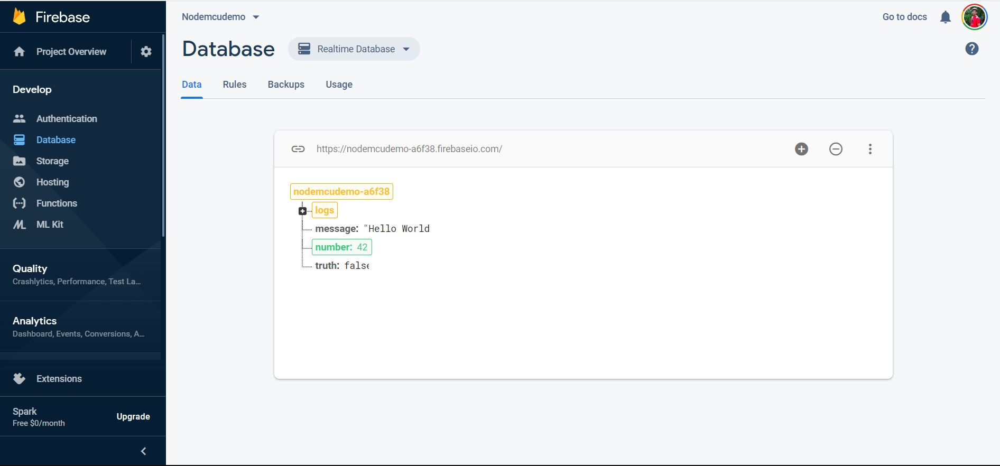 Firebase
Project Overview
Develop
Authentication
Database
Storage
Hosting
Functions
ML Kit
Quality
Crashlytics, Performance, Test La...
Analytics
Dashboard, Events, Conversions, A...
Extensions
Spark
Free $0/month
Upgrade
Nodemcudemo
Go to docs
Database
Realtime Database
Data Rules Backups Usage
https://nodemcudemo-a6f38.firebaseio.com/
nodemcudemo-a6f38
logs
message: "Hello World
number: 42
truth: false